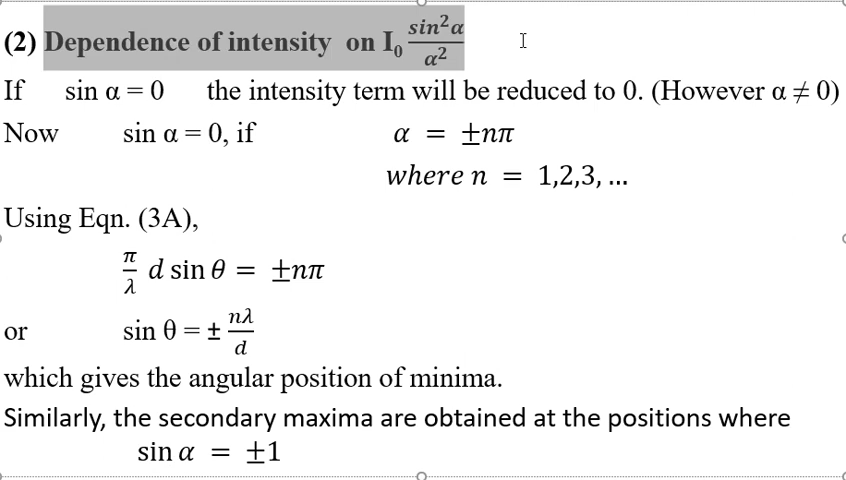 (2) Dependence of intensity on I₀ sin²α/α²
If sin α = 0 the intensity term will be reduced to 0. (However α ≠ 0)
Now sin α = 0, if α = ±nπ
where n = 1,2,3, ...
Using Eqn. (3A),
π/λ d sin θ = ±nπ
or sin θ = ± nλ/d
which gives the angular position of minima.
Similarly, the secondary maxima are obtained at the positions where
sin α = ±1